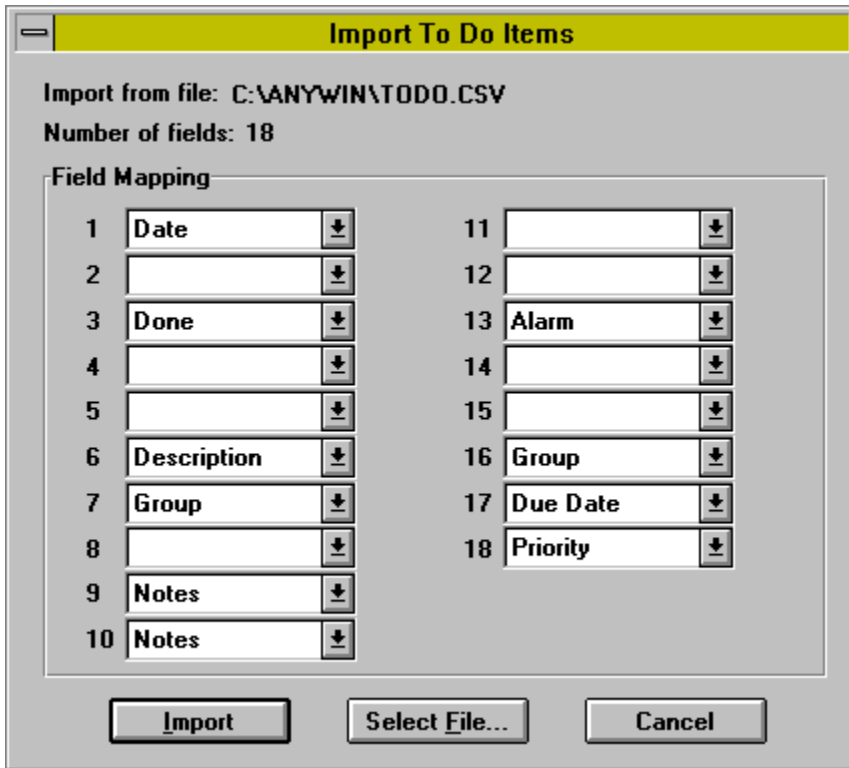 Import To Do Items
Import from file: C:\ANYWIN\TODO.CSV
Number of fields: 18
Field Mapping
1 Date
2
3 Done
4
5
6 Description
7 Group
8
9 Notes
10 Notes
11
12
13 Alarm
14
15
16 Group
17 Due Date
18 Priority
Import
Select File...
Cancel